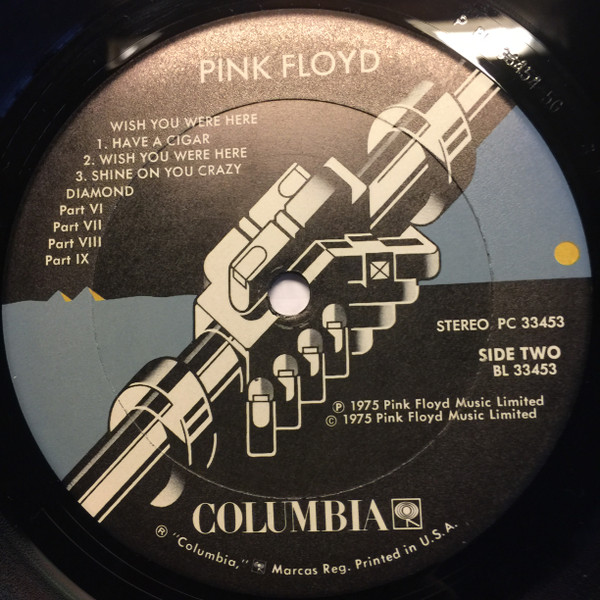 PINK FLOYD
WISH YOU WERE HERE
1. HAVE A CIGAR
2. WISH YOU WERE HERE
3. SHINE ON YOU CRAZY
DIAMOND
Part VI
Part VII
Part VIII
Part IX
STEREO PC 33453
SIDE TWO
BL 33453
℗ 1975 Pink Floyd Music Limited
© 1975 Pink Floyd Music Limited
COLUMBIA
® "Columbia," Marcas Reg. Printed in U.S.A.